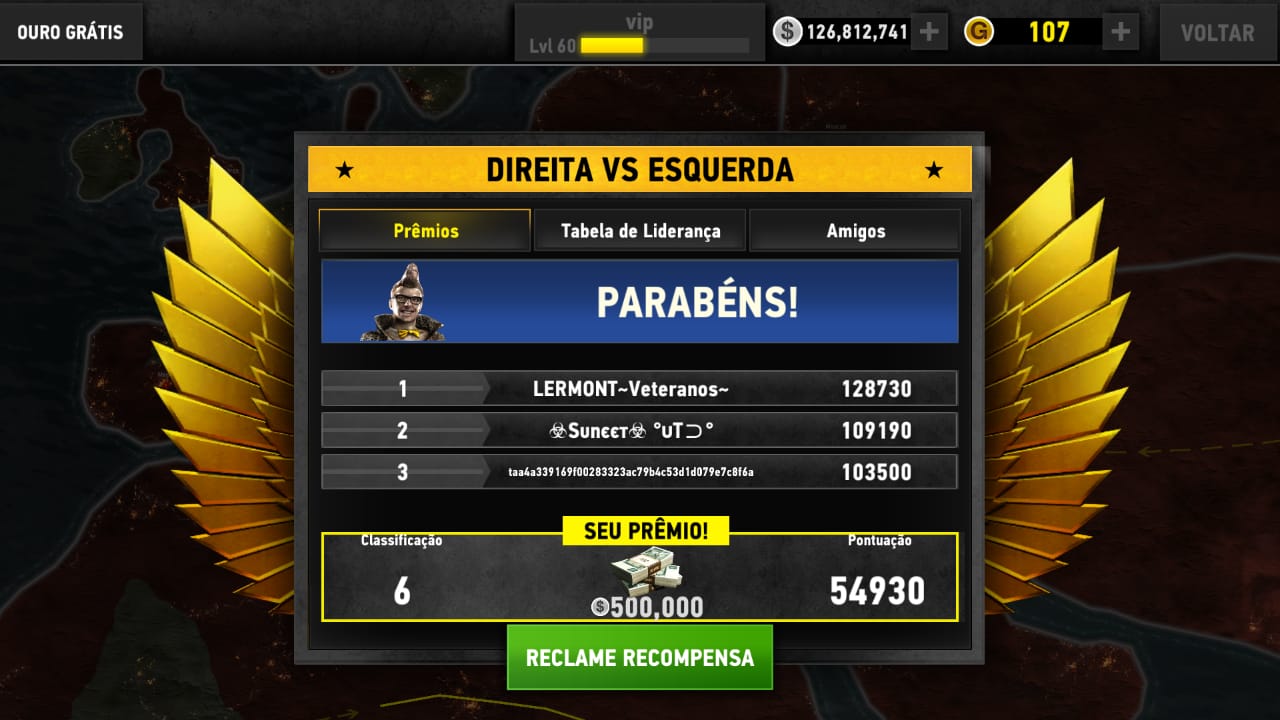 OURO GRÁTIS
vip
Lvl 60
$ 126,812,741 +
G 107 +
VOLTAR
★ DIREITA VS ESQUERDA ★
Prêmios
Tabela de Liderança
Amigos
PARABÉNS!
1 LERMONT~Veteranos~ 128730
2 ☣Sunєєт☣ °υT⊃° 109190
3 taa4a339169f00283323ac79b4c53d1d079e7c8f6a 103500
SEU PRÊMIO!
Classificação
Pontuação
6
54930
$500,000
RECLAME RECOMPENSA